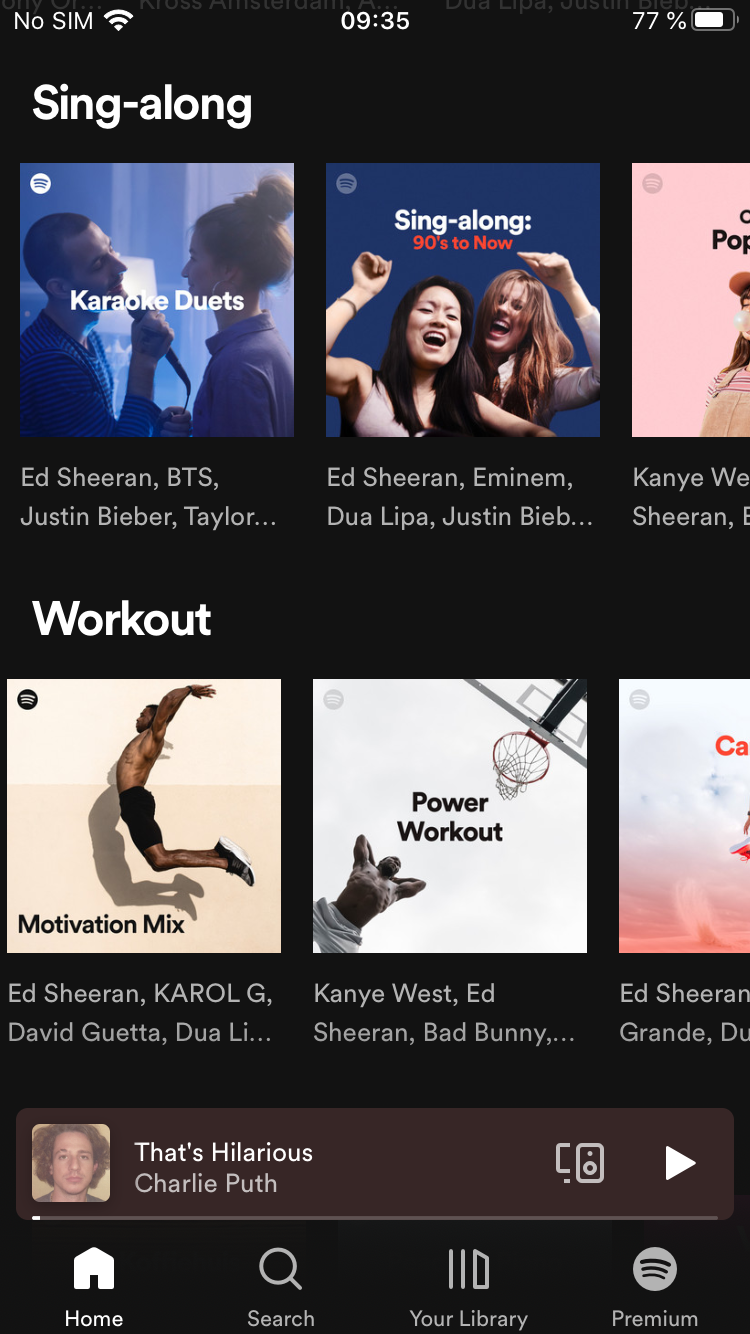 No SIM 09:35 77 %
Sing-along
Karaoke Duets
Sing-along:
90's to Now
Pop
Ed Sheeran, BTS,
Justin Bieber, Taylor...
Ed Sheeran, Eminem,
Dua Lipa, Justin Bieb...
Kanye We
Sheeran,
Workout
Motivation Mix
Power
Workout
Ca
Ed Sheeran, KAROL G,
David Guetta, Dua Li...
Kanye West, Ed
Sheeran, Bad Bunny,...
Ed Sheeran
Grande, Du
That's Hilarious
Charlie Puth
Home
Search
Your Library
Premium